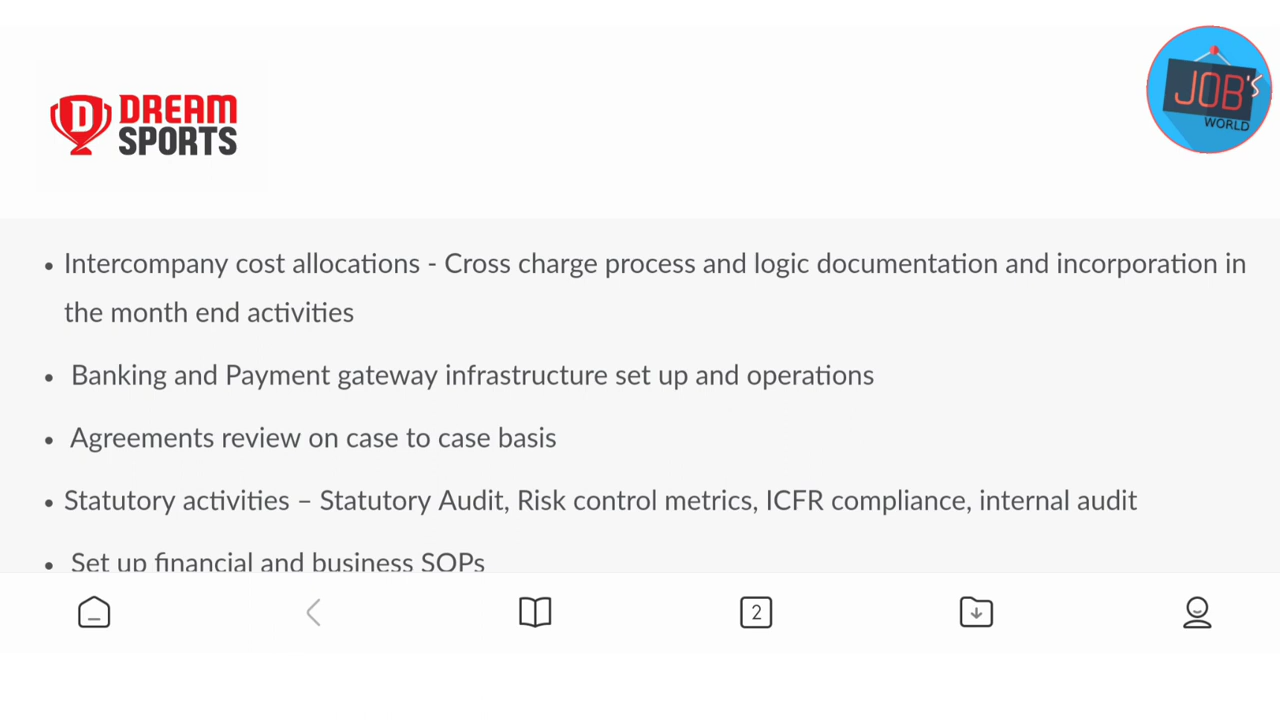 DREAM
SPORTS
JOB's
WORLD
• Intercompany cost allocations - Cross charge process and logic documentation and incorporation in
the month end activities
• Banking and Payment gateway infrastructure set up and operations
• Agreements review on case to case basis
• Statutory activities – Statutory Audit, Risk control metrics, ICFR compliance, internal audit
• Set up financial and business SOPs
2